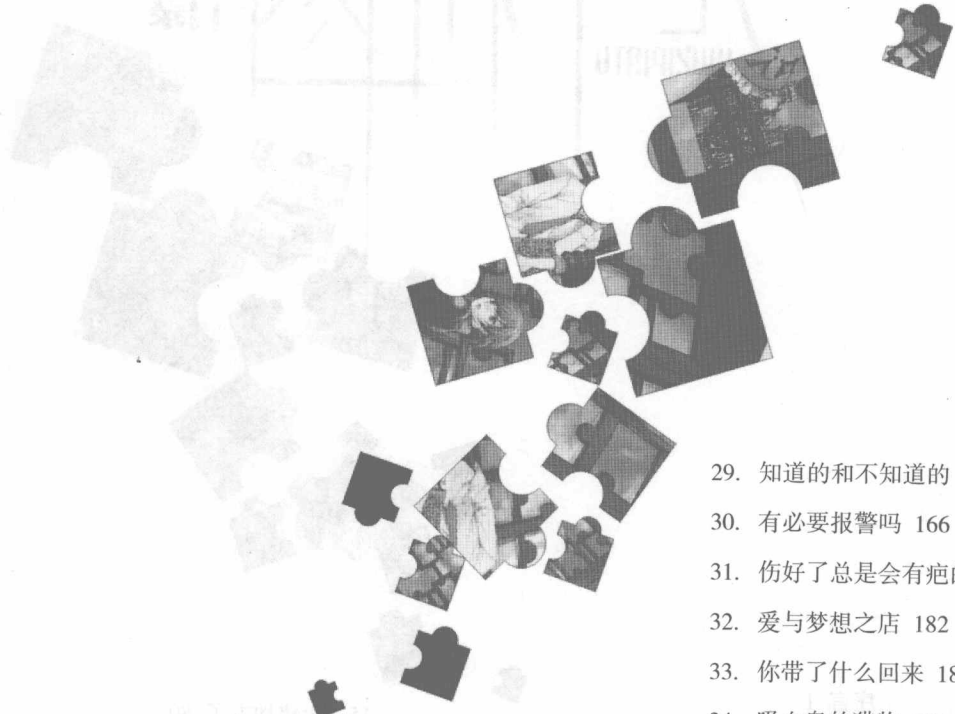 29. 知道的和不知道的
30. 有必要报警吗 166
31. 伤好了总是会有疤
32. 爱与梦想之店 182
33. 你带了什么回来 18